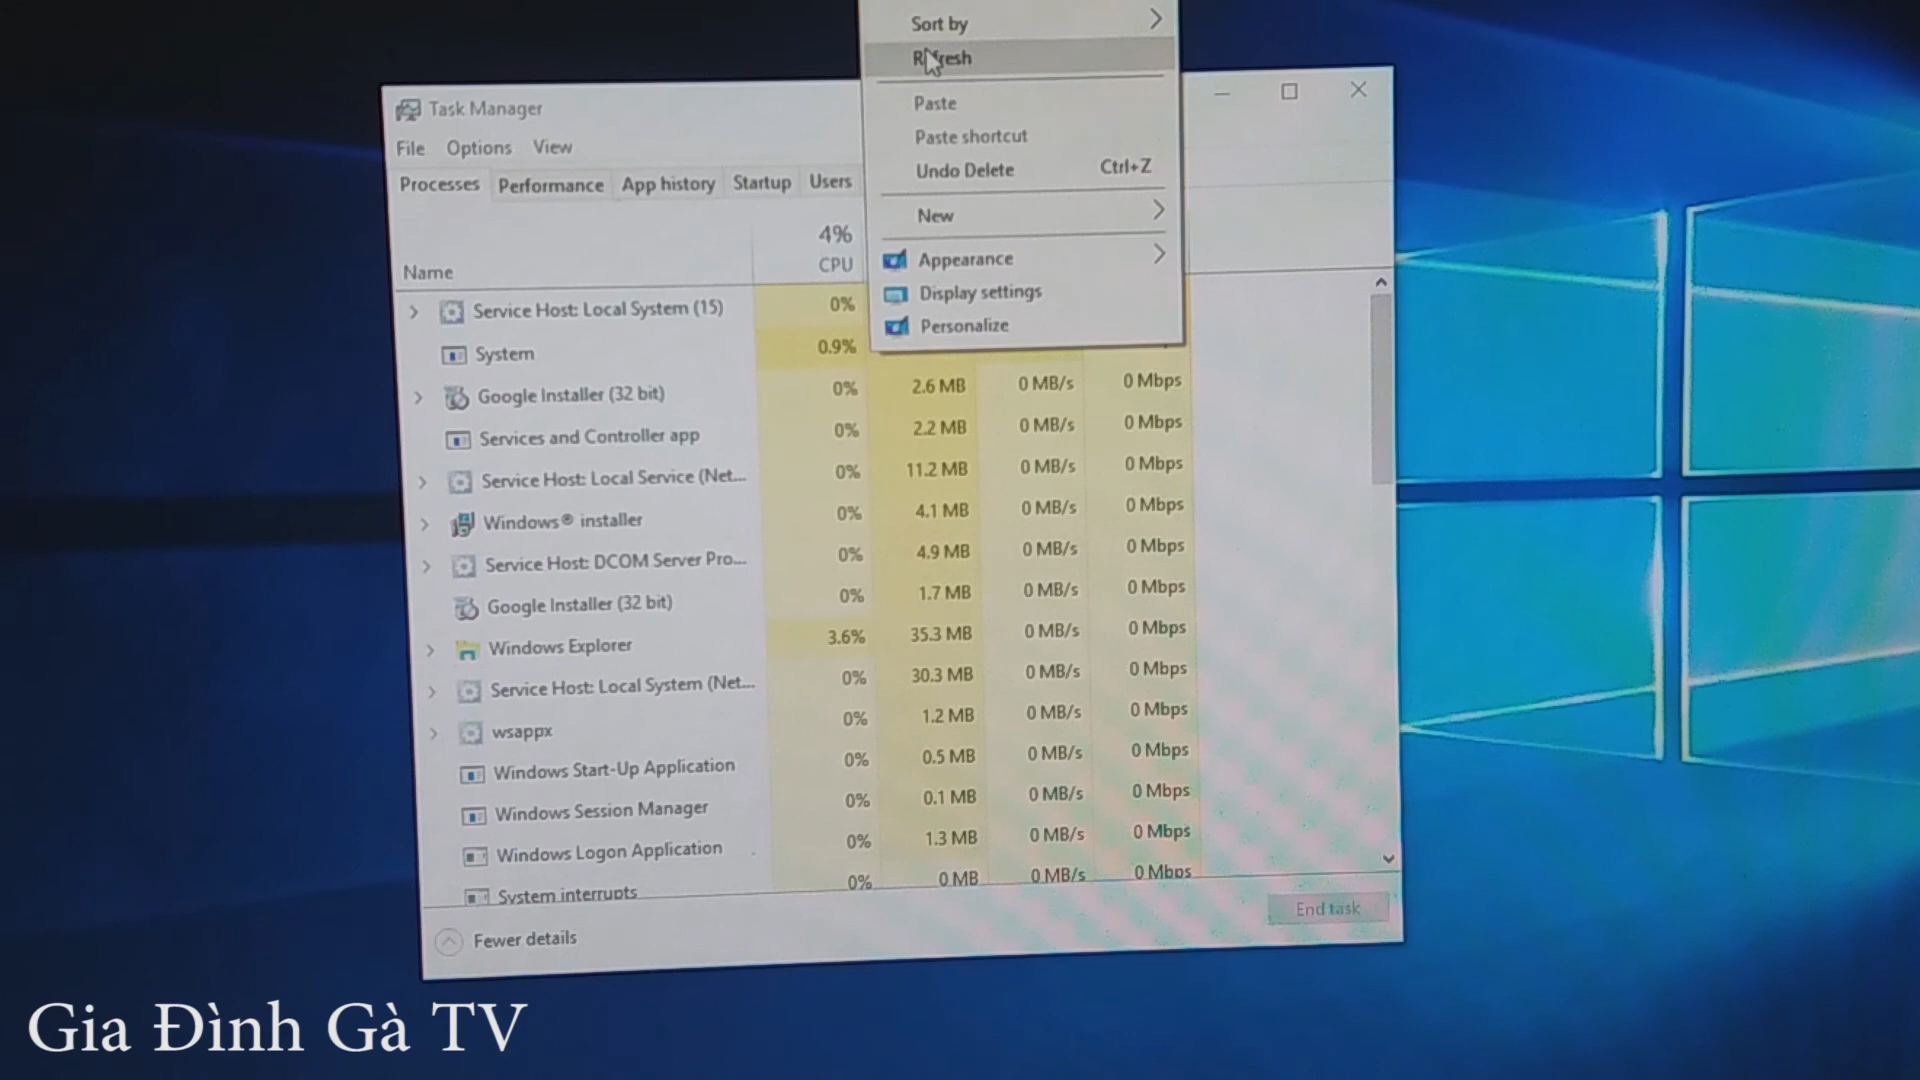 Sort by
Refresh
Paste
Paste shortcut
Undo Delete Ctrl+Z
New
Appearance
Display settings
Personalize
Task Manager
File Options View
Processes Performance App history Startup Users
4%
Name CPU
Service Host: Local System (15) 0%
System 0.9%
Google Installer (32 bit) 0% 2.6 MB 0 MB/s 0 Mbps
Services and Controller app 0% 2.2 MB 0 MB/s 0 Mbps
Service Host: Local Service (Net... 0% 11.2 MB 0 MB/s 0 Mbps
Windows® installer 0% 4.1 MB 0 MB/s 0 Mbps
Service Host: DCOM Server Pro... 0% 4.9 MB 0 MB/s 0 Mbps
Google Installer (32 bit) 0% 1.7 MB 0 MB/s 0 Mbps
Windows Explorer 3.6% 35.3 MB 0 MB/s 0 Mbps
Service Host: Local System (Net... 0% 30.3 MB 0 MB/s 0 Mbps
wsappx 0% 1.2 MB 0 MB/s 0 Mbps
Windows Start-Up Application 0% 0.5 MB 0 MB/s 0 Mbps
Windows Session Manager 0% 0.1 MB 0 MB/s 0 Mbps
Windows Logon Application 0% 1.3 MB 0 MB/s 0 Mbps
System interrupts 0% 0 MB 0 MB/s 0 Mbps
Fewer details End task
Gia Đình Gà TV